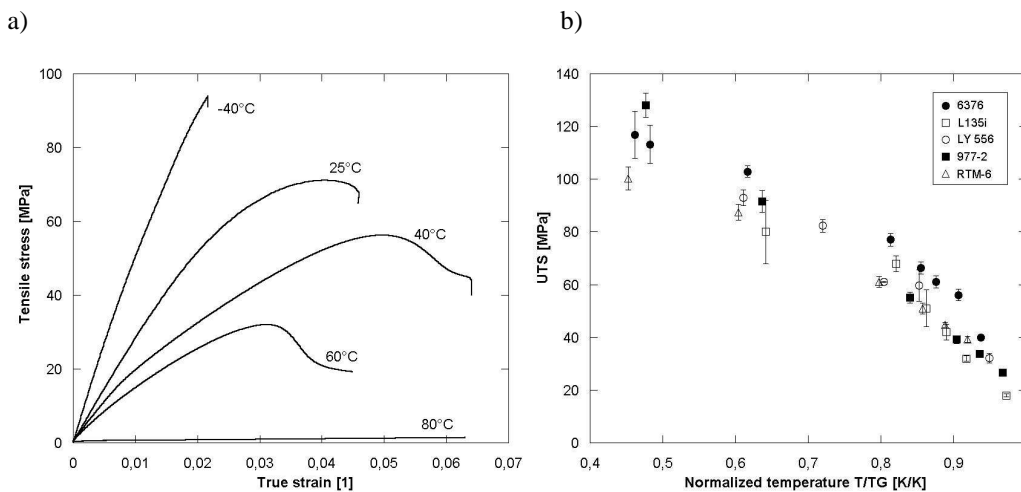 a)
b)
100
80
60
40
20
0
Tensile stress [MPa]
-40°C
25°C
40°C
60°C
80°C
0
0,01
0,02
0,03
0,04
0,05
0,06
0,07
True strain [1]
140
120
100
80
60
40
20
0
UTS [MPa]
6376
L135i
LY 556
977-2
RTM-6
0,4
0,5
0,6
0,7
0,8
0,9
Normalized temperature T/TG [K/K]